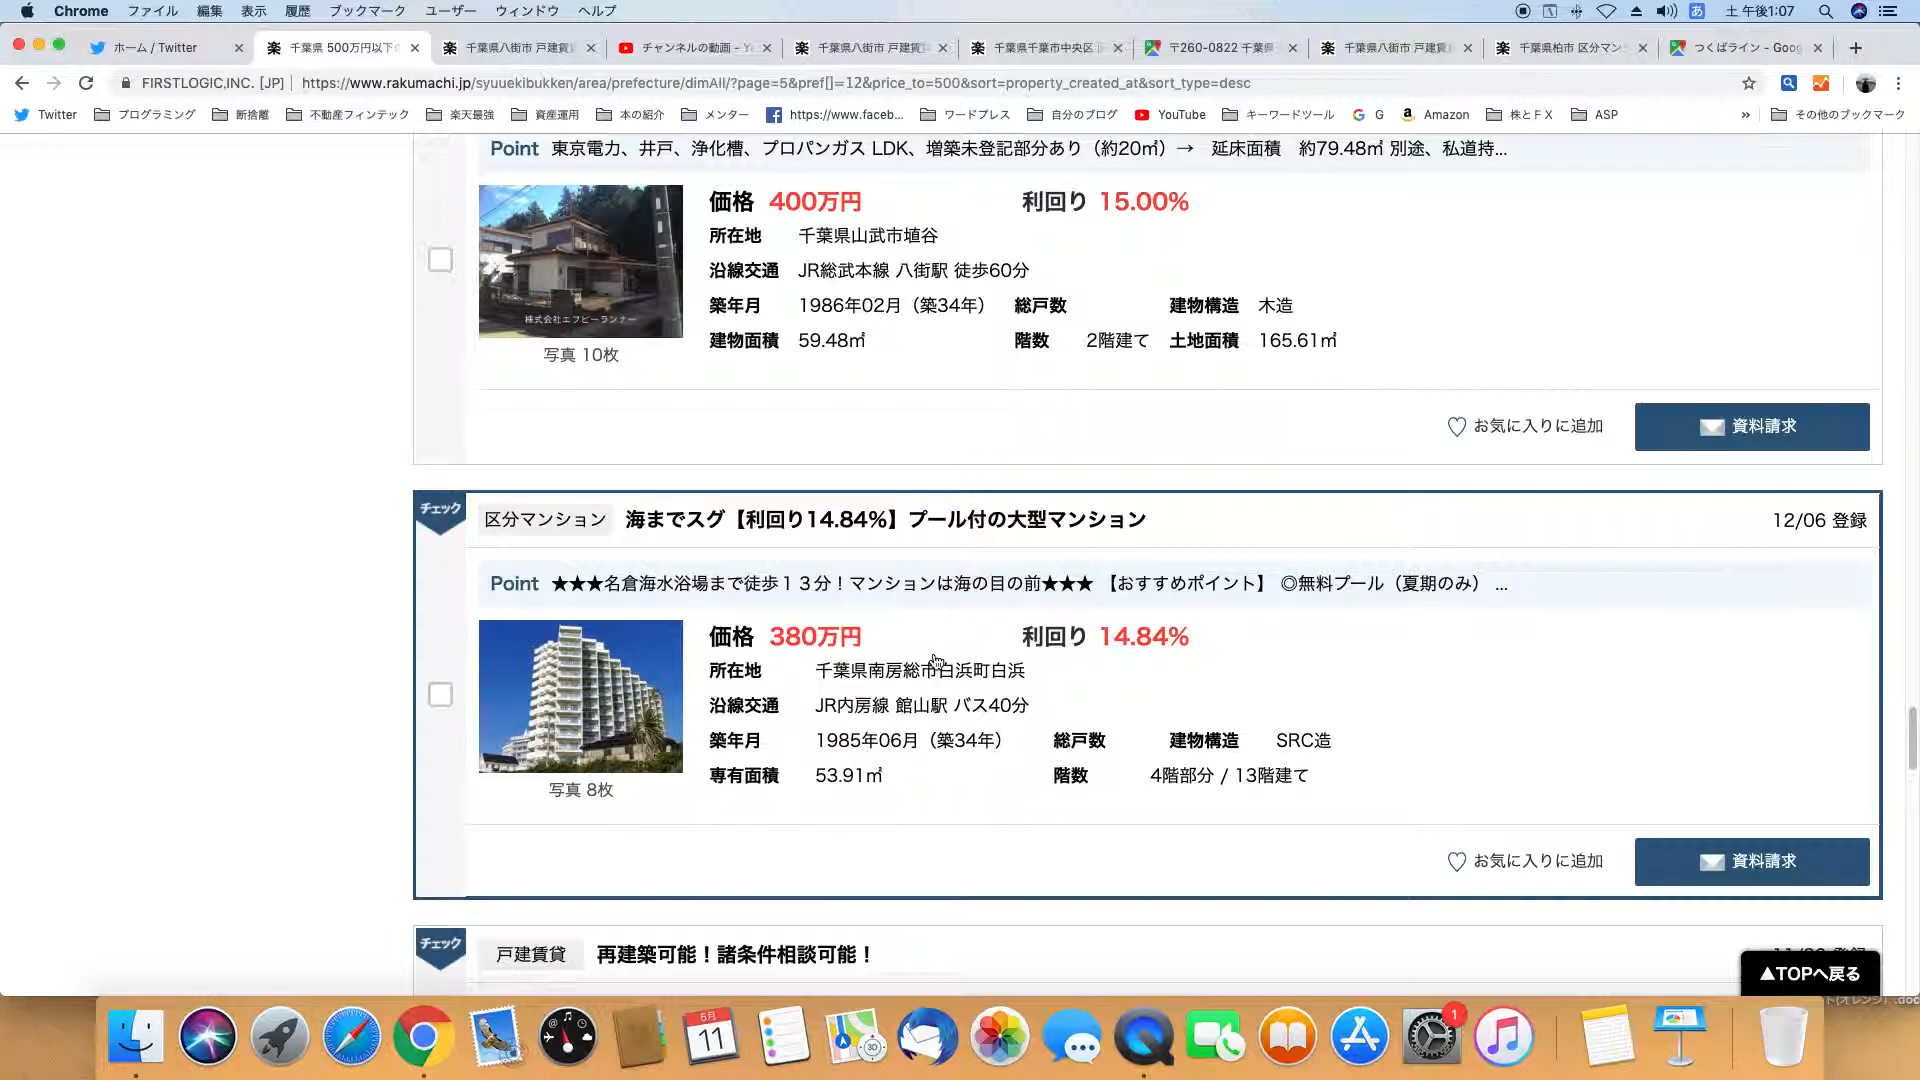 Chrome ファイル 編集 表示 履歴 ブックマーク ユーザー ウィンドウ ヘルプ あ 土 午後1:07
ホーム / Twitter 千葉県 500万円以下の 千葉県八街市 戸建賃貸 チャンネルの動画 - Yo 千葉県八街市 戸建賃貸 千葉県千葉市中央区 〒260-0822 千葉県 千葉県八街市 戸建賃貸 千葉県柏市 区分マン つくばライン - Goog
FIRSTLOGIC,INC. [JP] https://www.rakumachi.jp/syuuekibukken/area/prefecture/dimAll/?page=5&pref[]=12&price_to=500&sort=property_created_at&sort_type=desc
Twitter プログラミング 断捨離 不動産フィンテック 楽天最強 資産運用 本の紹介 メンター https://www.faceb... ワードプレス 自分のブログ YouTube キーワードツール G Amazon 株とＦＸ ASP » その他のブックマーク
Point 東京電力、井戸、浄化槽、プロパンガス LDK、増築未登記部分あり（約20㎡）→ 延床面積 約79.48㎡ 別途、私道持...
価格 400万円 利回り 15.00%
所在地 千葉県山武市埴谷
沿線交通 JR総武本線 八街駅 徒歩60分
築年月 1986年02月（築34年） 総戸数 建物構造 木造
建物面積 59.48㎡ 階数 2階建て 土地面積 165.61㎡
株式会社エフピーランナー
写真 10枚
お気に入りに追加 資料請求
チェック 区分マンション 海までスグ【利回り14.84%】プール付の大型マンション 12/06 登録
Point ★★★名倉海水浴場まで徒歩１３分！マンションは海の目の前★★★ 【おすすめポイント】 ◎無料プール（夏期のみ） ...
価格 380万円 利回り 14.84%
所在地 千葉県南房総市白浜町白浜
沿線交通 JR内房線 館山駅 バス40分
築年月 1985年06月（築34年） 総戸数 建物構造 SRC造
専有面積 53.91㎡ 階数 4階部分 / 13階建て
写真 8枚
お気に入りに追加 資料請求
チェック 戸建賃貸 再建築可能！諸条件相談可能！
▲TOPへ戻る
5月
11
3D
1